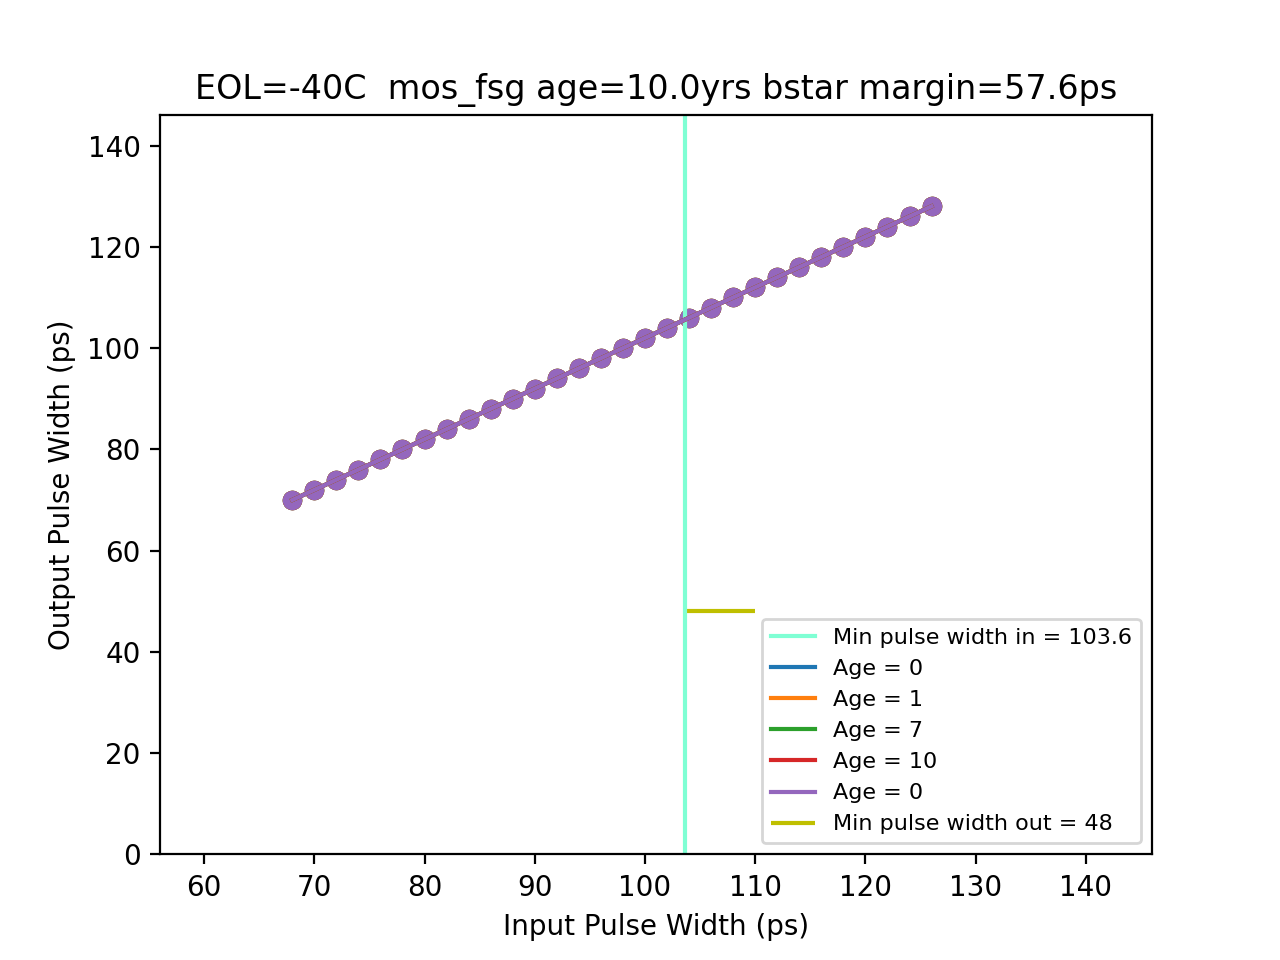 EOL=-40C  mos_fsg age=10.0yrs bstar margin=57.6ps
140
120
100
80
60
40
20
0
Output Pulse Width (ps)
Min pulse width in = 103.6
Age = 0
Age = 1
Age = 7
Age = 10
Age = 0
Min pulse width out = 48
60 70 80 90 100 110 120 130 140
Input Pulse Width (ps)